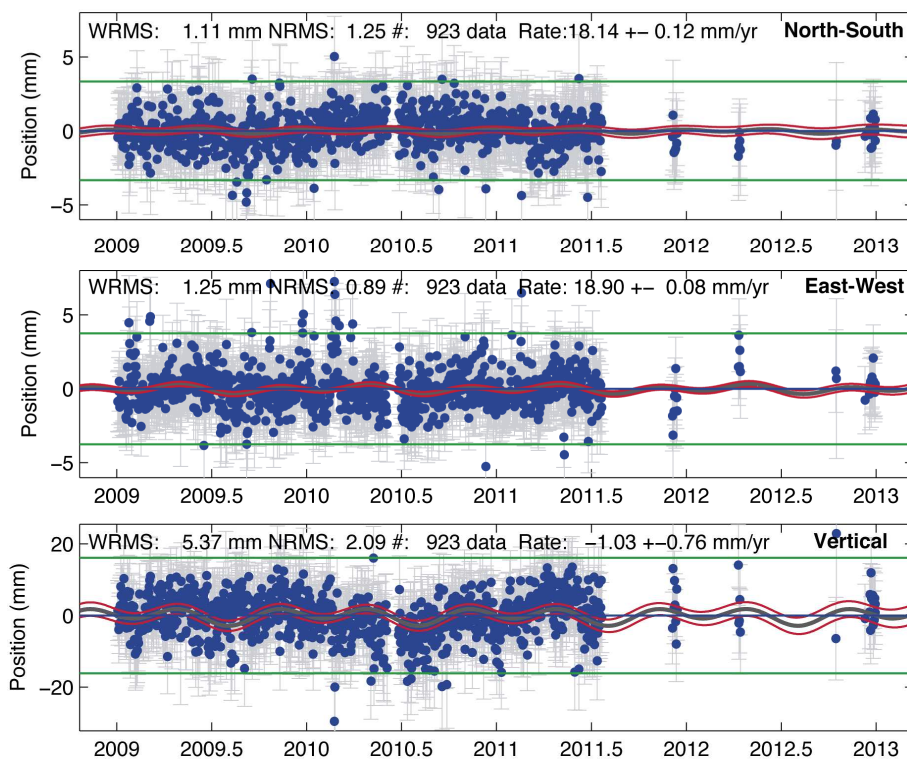 WRMS: 1.11 mm NRMS: 1.25 #: 923 data Rate:18.14 +− 0.12 mm/yr North-South
5
0
−5
Position (mm)
2009 2009.5 2010 2010.5 2011 2011.5 2012 2012.5 2013
WRMS: 1.25 mm NRMS: 0.89 #: 923 data Rate: 18.90 +− 0.08 mm/yr East-West
5
0
−5
Position (mm)
2009 2009.5 2010 2010.5 2011 2011.5 2012 2012.5 2013
WRMS: 5.37 mm NRMS: 2.09 #: 923 data Rate: −1.03 +−0.76 mm/yr Vertical
20
0
−20
Position (mm)
2009 2009.5 2010 2010.5 2011 2011.5 2012 2012.5 2013